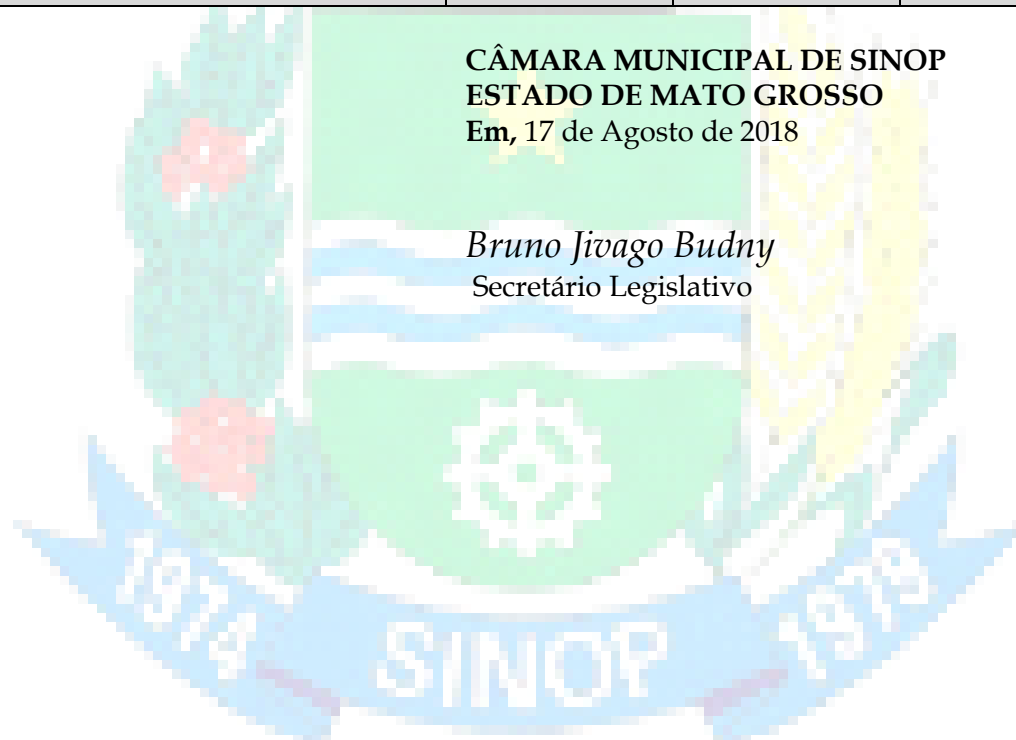 CÂMARA MUNICIPAL DE SINOP
ESTADO DE MATO GROSSO
Em, 17 de Agosto de 2018
Bruno Jivago Budny
Secretário Legislativo
1974 SINOP 1979